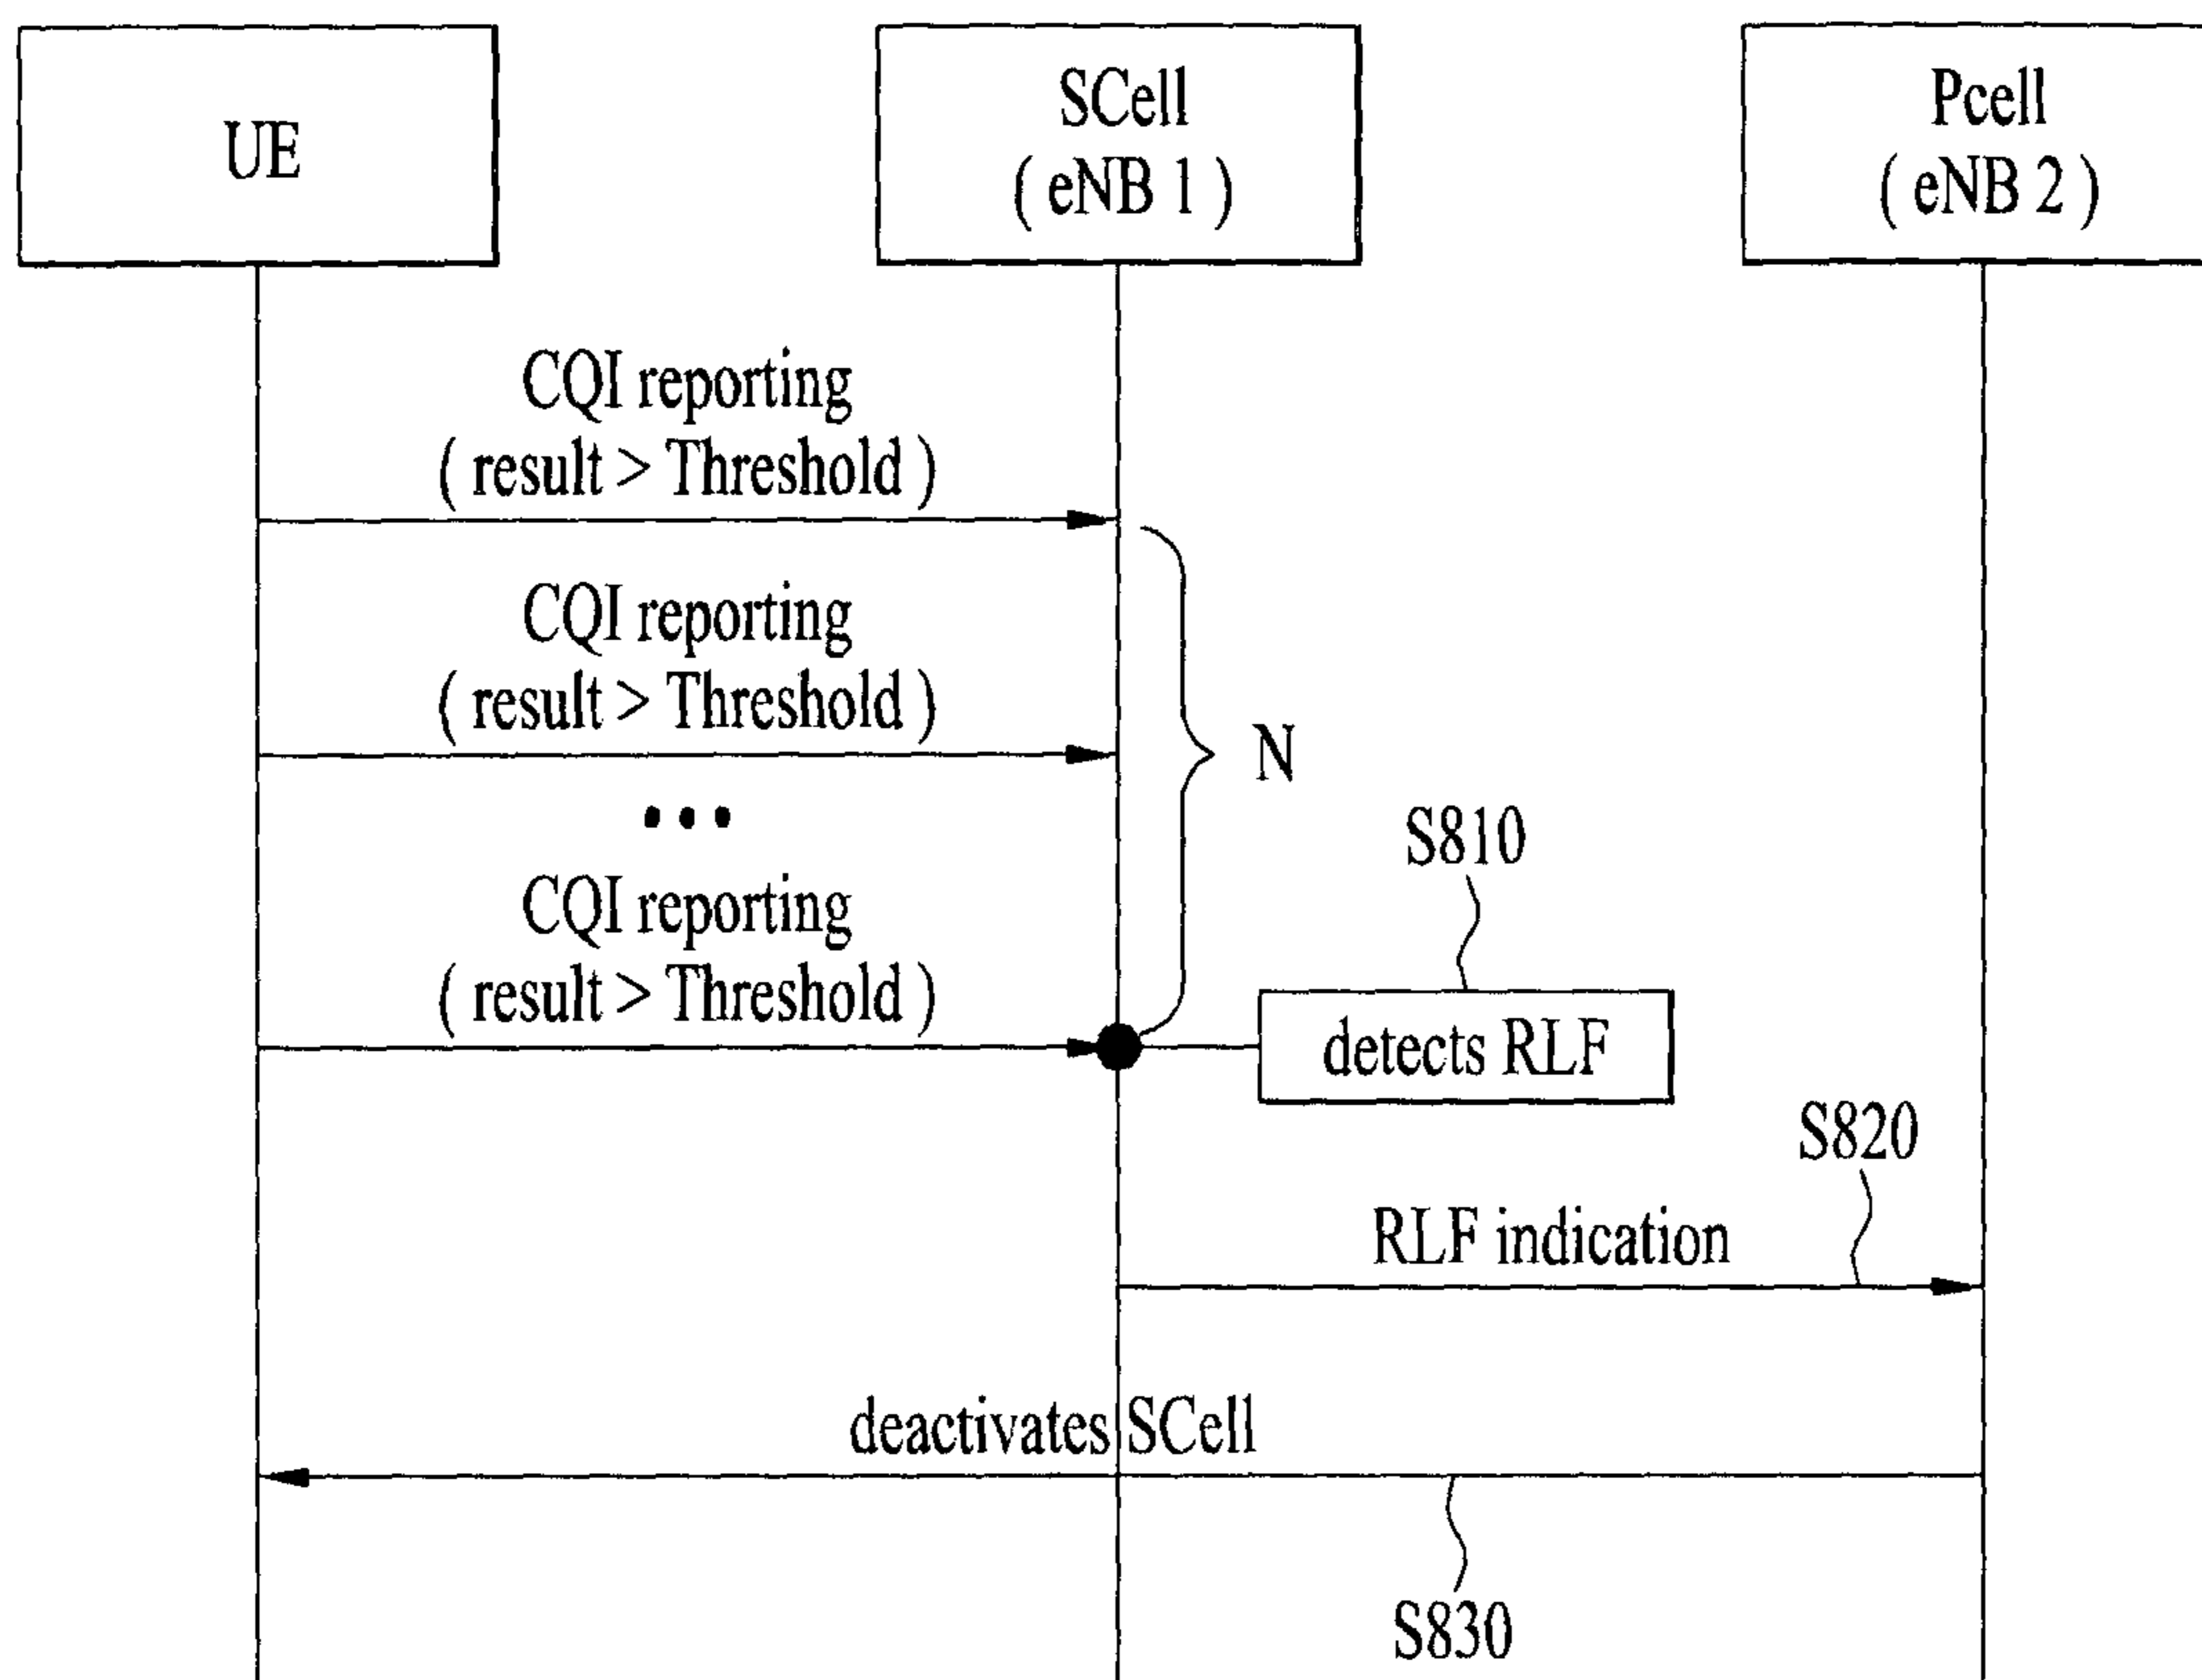 UE
SCell
( eNB 1 )
Pcell
( eNB 2 )
CQI reporting
( result > Threshold )
CQI reporting
( result > Threshold )
N
•••
S810
CQI reporting
( result > Threshold )
detects RLF
S820
RLF indication
deactivates SCell
S830